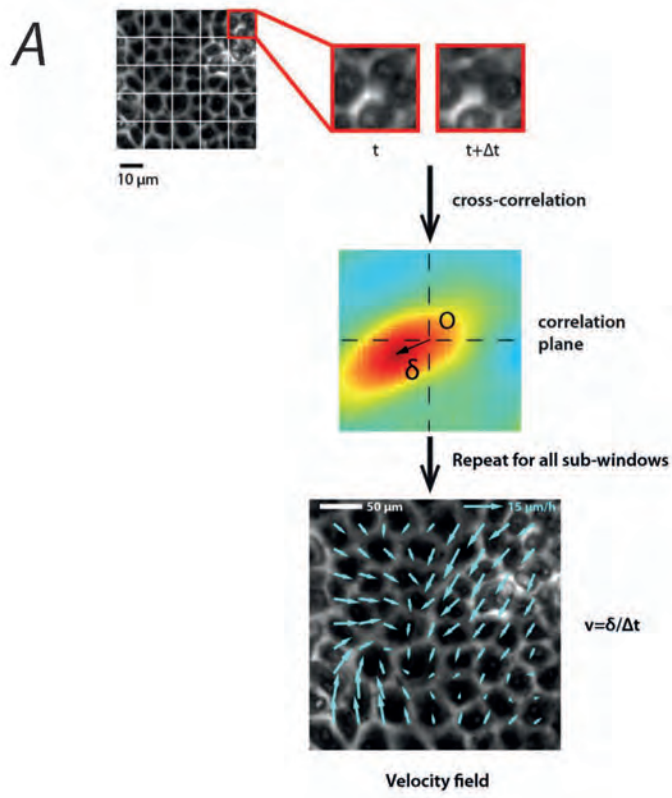 A
10 µm
t
t+Δt
cross-correlation
O
δ
correlation
plane
Repeat for all sub-windows
50 µm
15 µm/h
v=δ/Δt
Velocity field